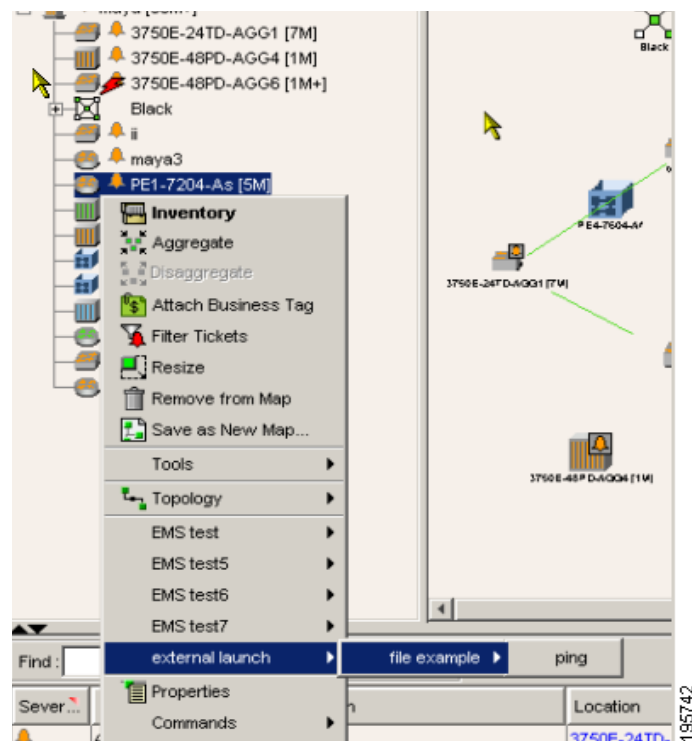 3750E-24TD-AGG1 [7M]
3750E-48PD-AGG4 [1M]
3750E-48PD-AGG6 [1M+]
Black
ii
maya3
PE1-7204-As [5M]
Inventory
Aggregate
Disaggregate
Attach Business Tag
Filter Tickets
Resize
Remove from Map
Save as New Map...
Tools
Topology
EMS test
EMS test5
EMS test6
EMS test7
external launch
file example
ping
Properties
Commands
Black
PE4-7604-A
3750E-24TD-AGG1 [7M]
3750E-48PD-AGG4 [1M]
Find :
Sever...
Location
3750E-24TD-
195742